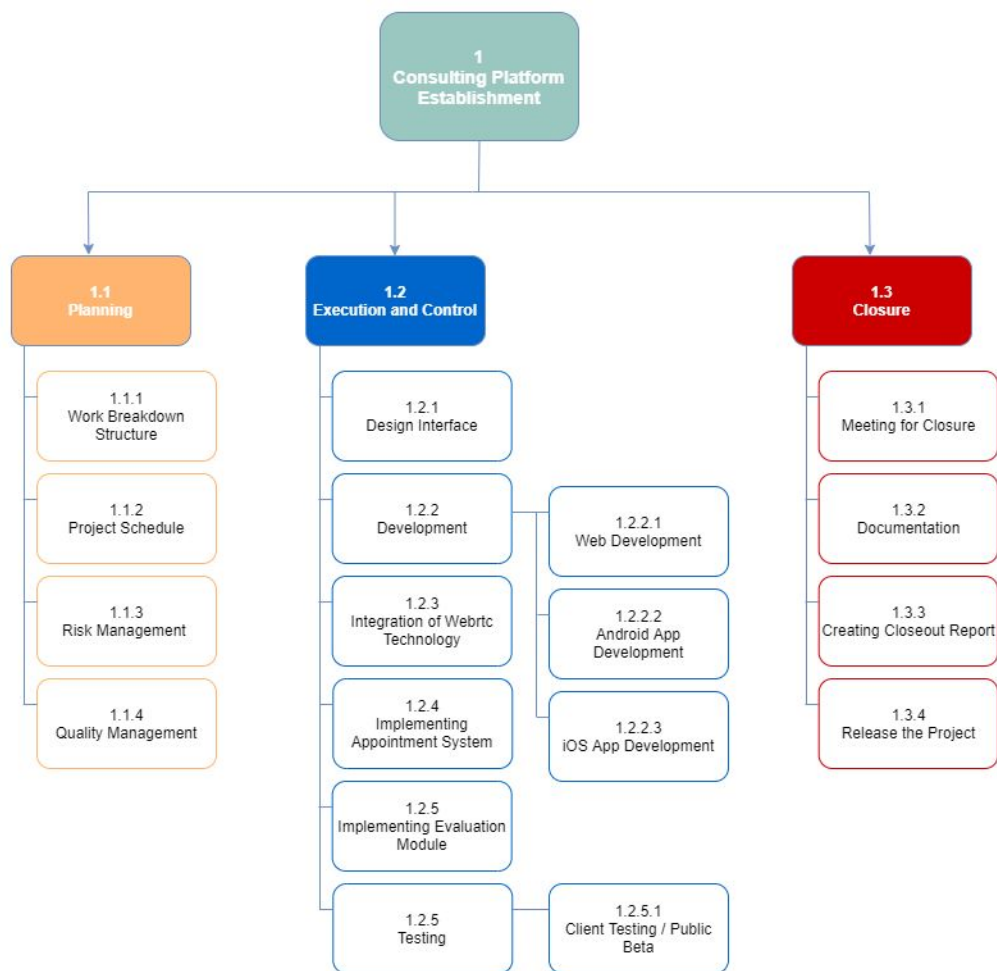 1
Consulting Platform
Establishment
1.1
Planning
1.1.1
Work Breakdown
Structure
1.1.2
Project Schedule
1.1.3
Risk Management
1.1.4
Quality Management
1.2
Execution and Control
1.2.1
Design Interface
1.2.2
Development
1.2.2.1
Web Development
1.2.2.2
Android App
Development
1.2.2.3
iOS App Development
1.2.3
Integration of Webrtc
Technology
1.2.4
Implementing
Appointment System
1.2.5
Implementing Evaluation
Module
1.2.5
Testing
1.2.5.1
Client Testing / Public
Beta
1.3
Closure
1.3.1
Meeting for Closure
1.3.2
Documentation
1.3.3
Creating Closeout Report
1.3.4
Release the Project